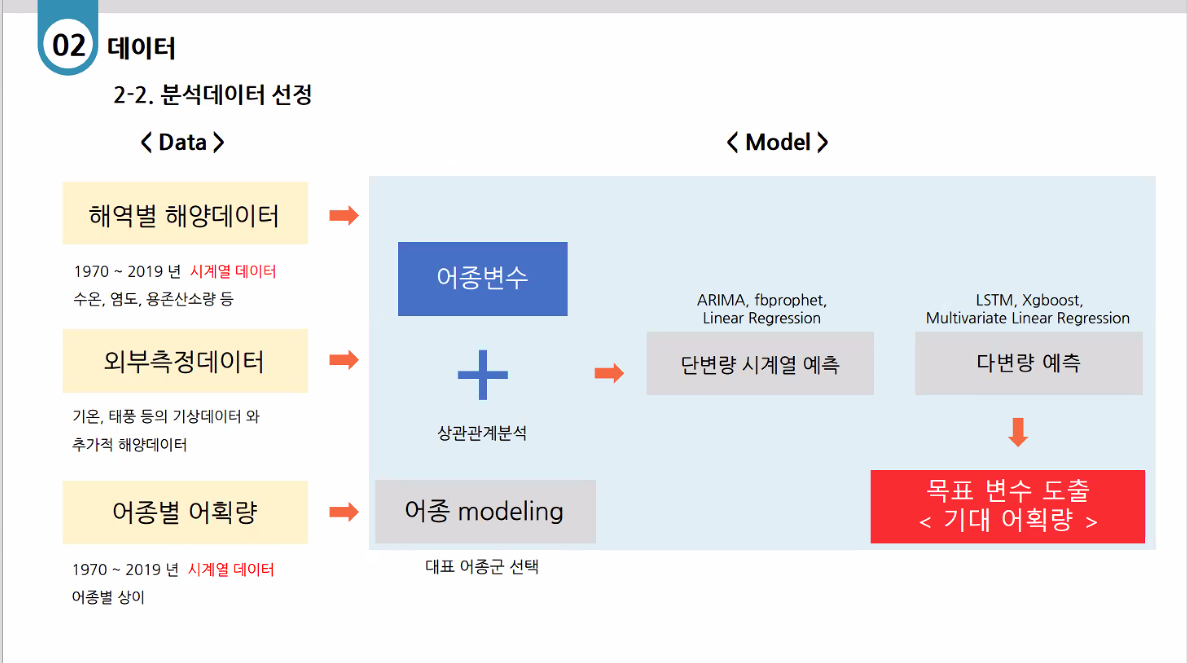 02 데이터
2-2. 분석데이터 선정
< Data >
< Model >
해역별 해양데이터
1970 ~ 2019 년 시계열 데이터
수온, 염도, 용존산소량 등
외부측정데이터
기온, 태풍 등의 기상데이터 와
추가적 해양데이터
어종별 어획량
1970 ~ 2019 년 시계열 데이터
어종별 상이
어종변수
상관관계분석
어종 modeling
대표 어종군 선택
ARIMA, fbprophet,
Linear Regression
단변량 시계열 예측
LSTM, Xgboost,
Multivariate Linear Regression
다변량 예측
목표 변수 도출
< 기대 어획량 >